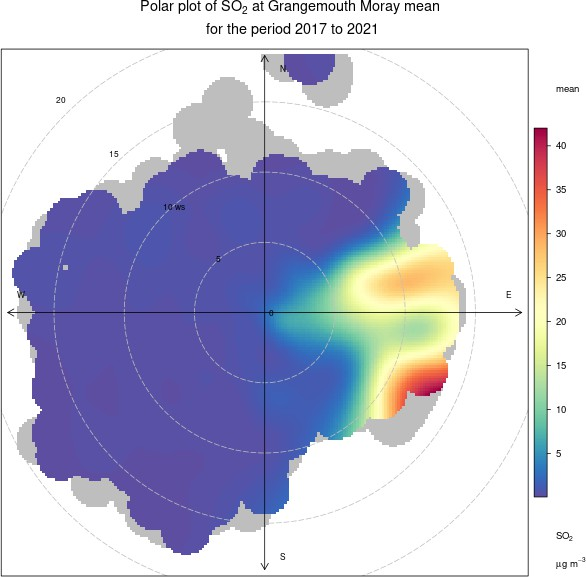 Polar plot of SO₂ at Grangemouth Moray mean
for the period 2017 to 2021
N
20
15
10 ws
5
0
W
E
S
mean
40
35
30
25
20
15
10
5
SO₂
µg m⁻³